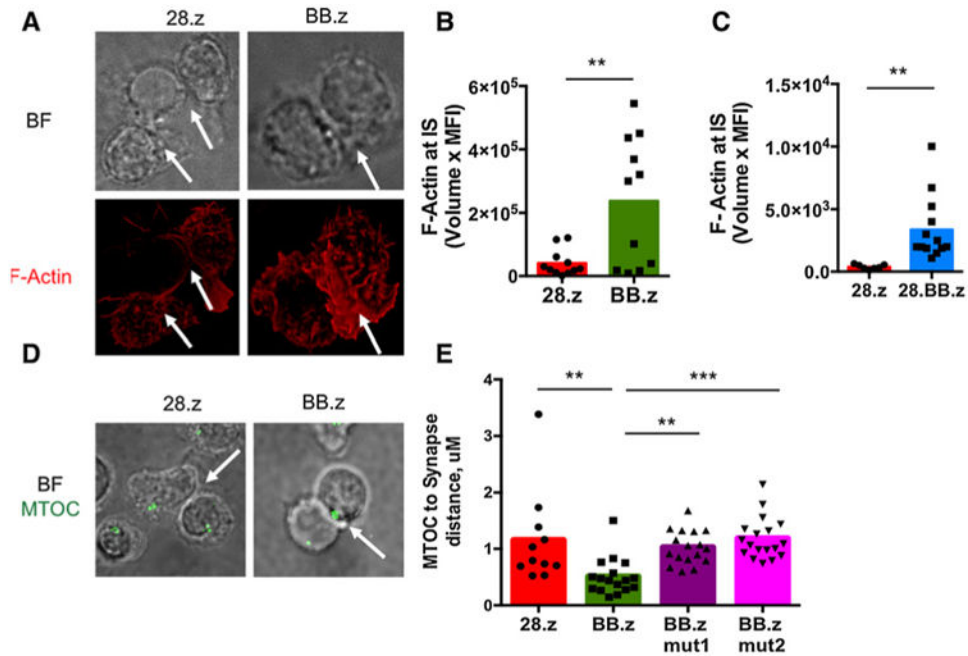 A
28.z
BB.z
BF
F-Actin
B
**
F-Actin at IS
(Volume x MFI)
6×10⁵
4×10⁵
2×10⁵
0
28.z
BB.z
C
**
F- Actin at IS
(Volume x MFI)
1.5×10⁴
1.0×10⁴
5.0×10³
0.0
28.z
28.BB.z
D
28.z
BB.z
BF
MTOC
E
**
***
**
MTOC to Synapse
distance, uM
4
3
2
1
0
28.z
BB.z
BB.z
mut1
BB.z
mut2